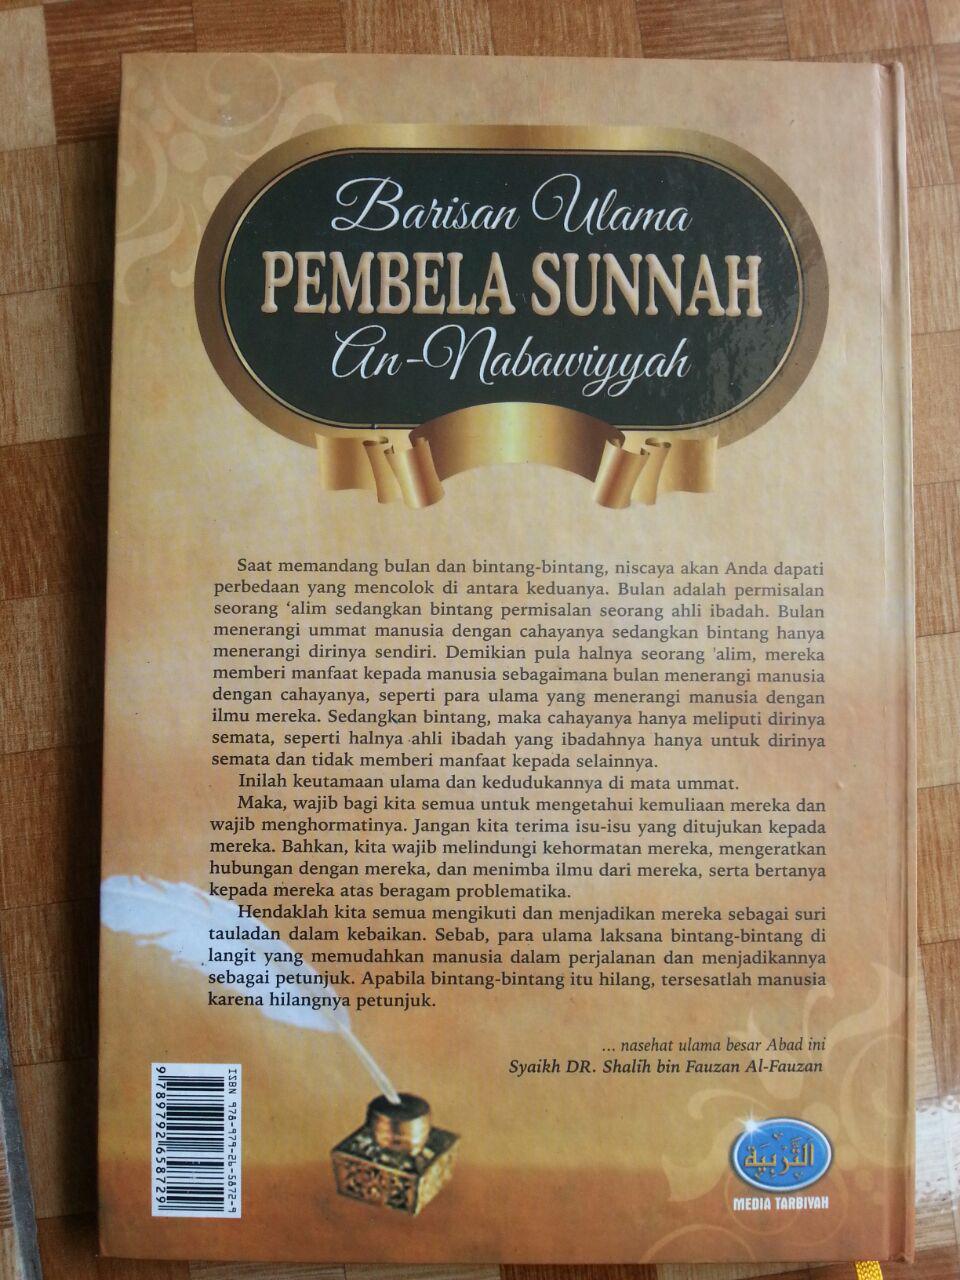 Barisan Ulama
PEMBELA SUNNAH
An-Nabawiyyah
Saat memandang bulan dan bintang-bintang, niscaya akan Anda dapati
perbedaan yang mencolok di antara keduanya. Bulan adalah permisalan
seorang ‘alim sedangkan bintang permisalan seorang ahli ibadah. Bulan
menerangi ummat manusia dengan cahayanya sedangkan bintang hanya
menerangi dirinya sendiri. Demikian pula halnya seorang 'alim, mereka
memberi manfaat kepada manusia sebagaimana bulan menerangi manusia
dengan cahayanya, seperti para ulama yang menerangi manusia dengan
ilmu mereka. Sedangkan bintang, maka cahayanya hanya meliputi dirinya
semata, seperti halnya ahli ibadah yang ibadahnya hanya untuk dirinya
semata dan tidak memberi manfaat kepada selainnya.
Inilah keutamaan ulama dan kedudukannya di mata ummat.
Maka, wajib bagi kita semua untuk mengetahui kemuliaan mereka dan
wajib menghormatinya. Jangan kita terima isu-isu yang ditujukan kepada
mereka. Bahkan, kita wajib melindungi kehormatan mereka, mengeratkan
hubungan dengan mereka, dan menimba ilmu dari mereka, serta bertanya
kepada mereka atas beragam problematika.
Hendaklah kita semua mengikuti dan menjadikan mereka sebagai suri
tauladan dalam kebaikan. Sebab, para ulama laksana bintang-bintang di
langit yang memudahkan manusia dalam perjalanan dan menjadikannya
sebagai petunjuk. Apabila bintang-bintang itu hilang, tersesatlah manusia
karena hilangnya petunjuk.
... nasehat ulama besar Abad ini
Syaikh DR. Shalih bin Fauzan Al-Fauzan
ISBN 978-979-26-5872-9
9789792658729
التَّرْبِيَة
MEDIA TARBIYAH